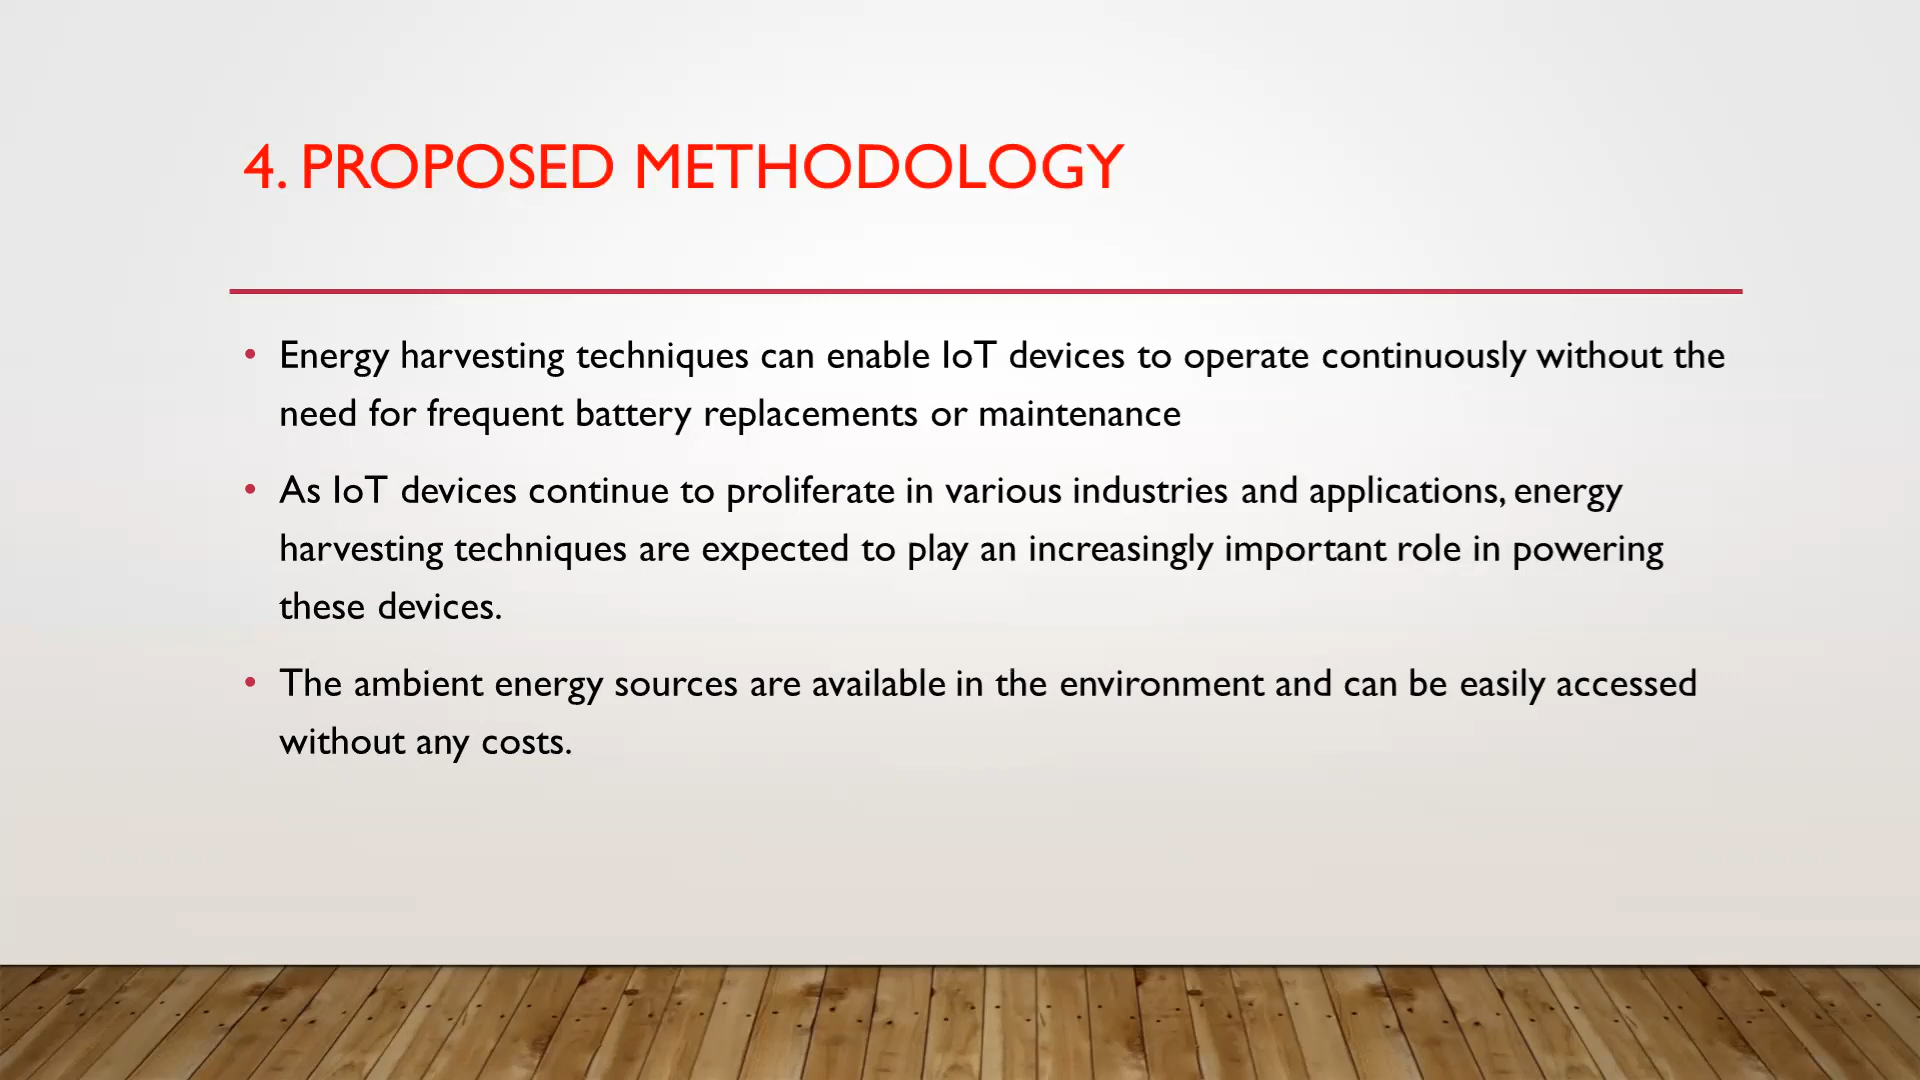 4. PROPOSED METHODOLOGY
• Energy harvesting techniques can enable IoT devices to operate continuously without the
need for frequent battery replacements or maintenance
• As IoT devices continue to proliferate in various industries and applications, energy
harvesting techniques are expected to play an increasingly important role in powering
these devices.
• The ambient energy sources are available in the environment and can be easily accessed
without any costs.